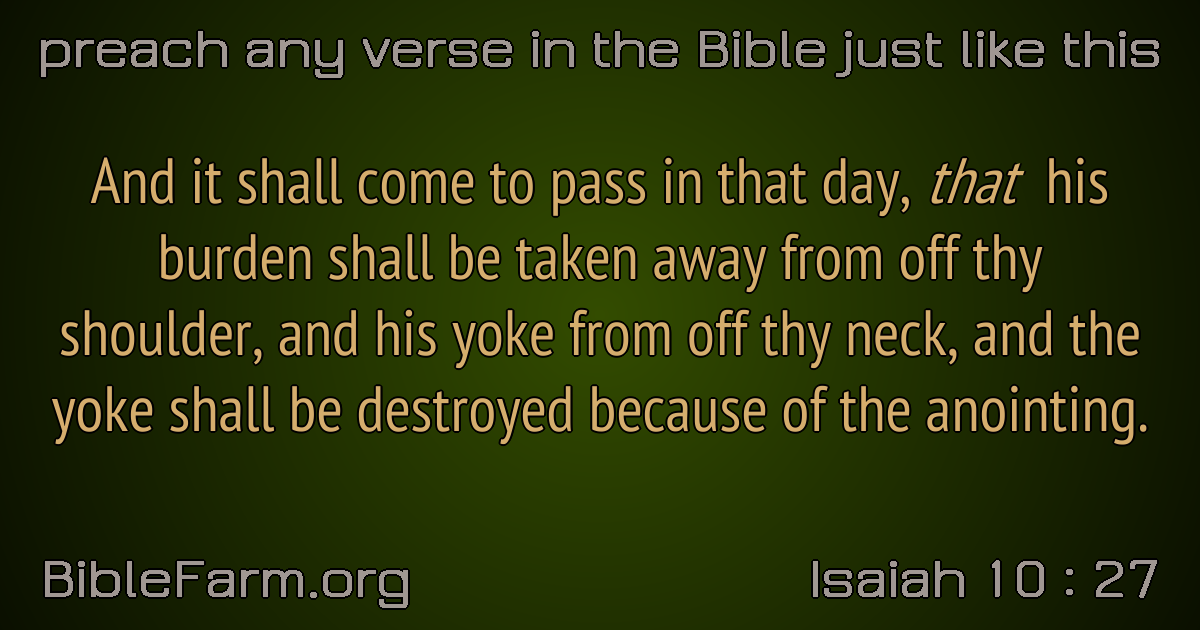 preach any verse in the Bible just like this
And it shall come to pass in that day, that his
burden shall be taken away from off thy
shoulder, and his yoke from off thy neck, and the
yoke shall be destroyed because of the anointing.
BibleFarm.org
Isaiah 10 : 27